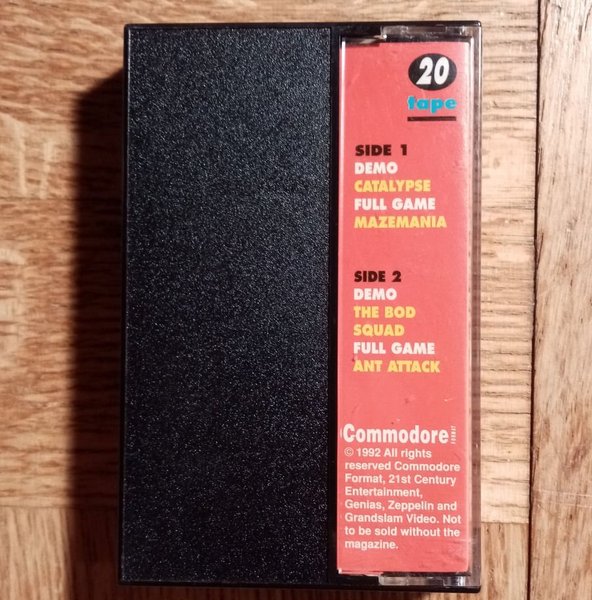 20
tape
SIDE 1
DEMO
CATALYPSE
FULL GAME
MAZEMANIA
SIDE 2
DEMO
THE BOD
SQUAD
FULL GAME
ANT ATTACK
Commodore FORMAT
© 1992 All rights
reserved Commodore
Format, 21st Century
Entertainment,
Genias, Zeppelin and
Grandslam Video. Not
to be sold without the
magazine.